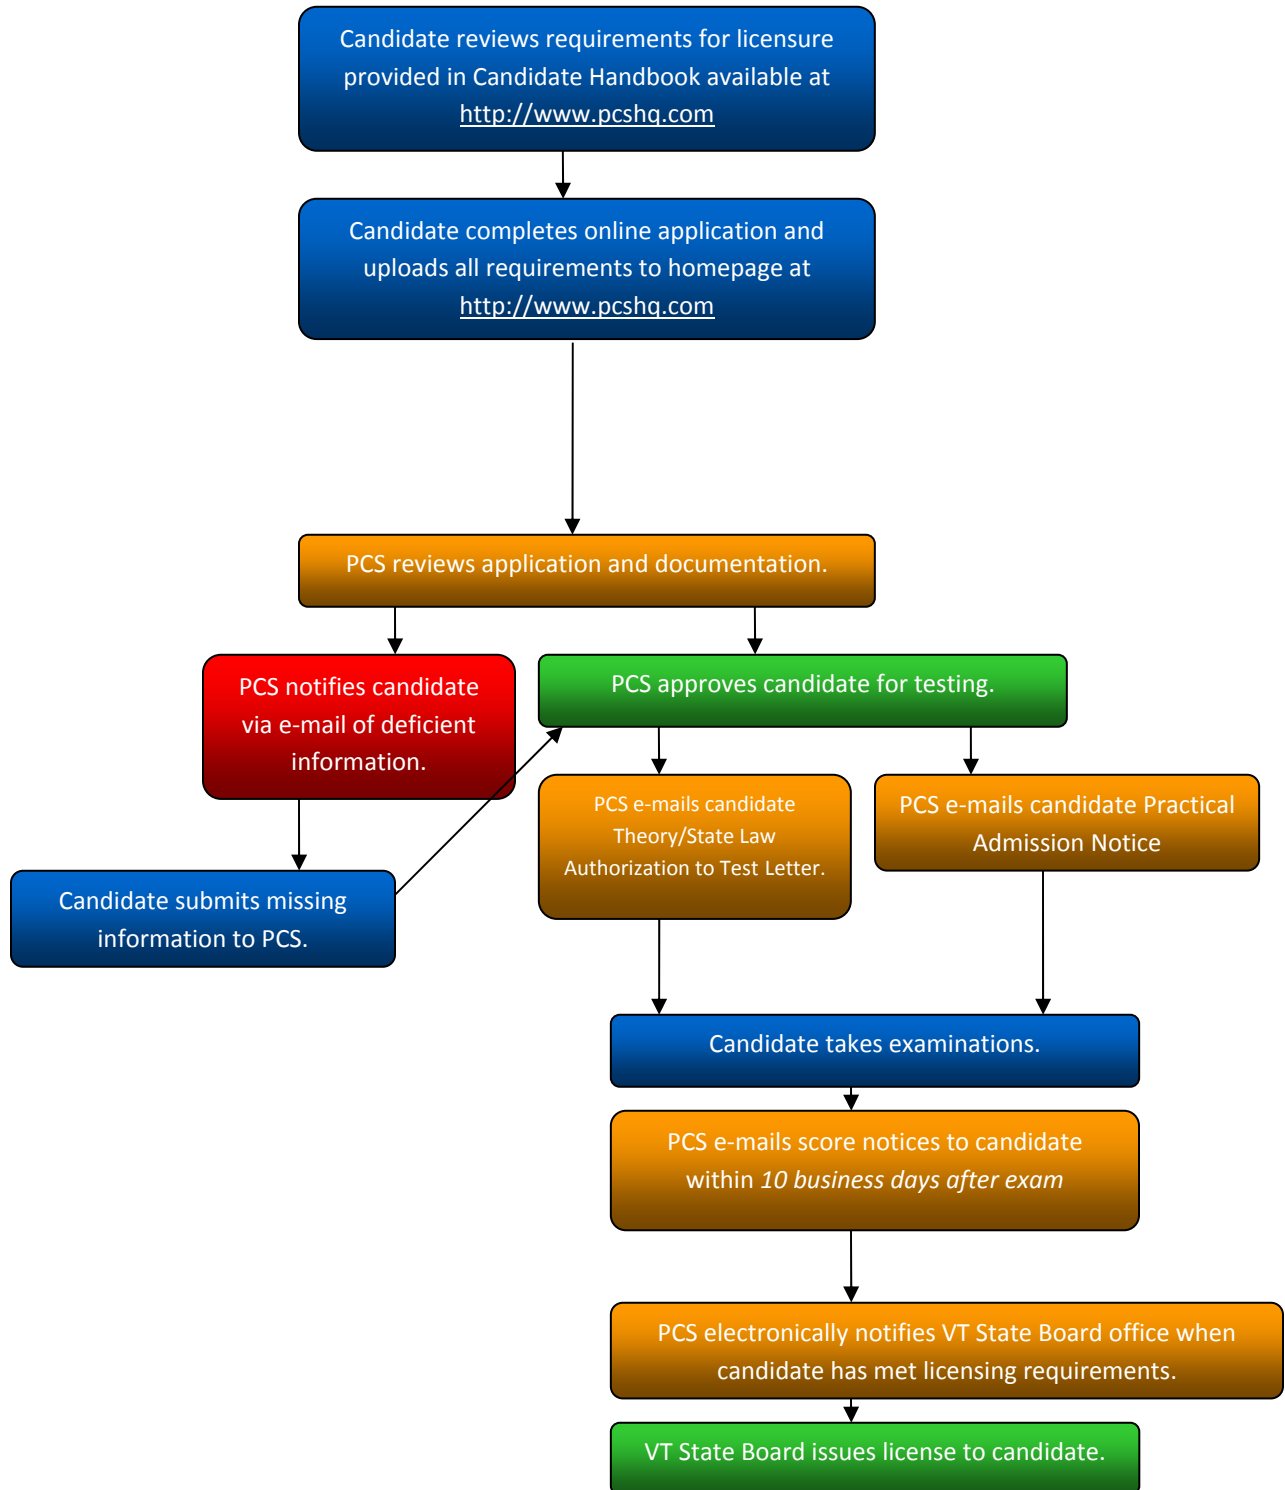 Candidate reviews requirements for licensure
provided in Candidate Handbook available at
http://www.pcshq.com
Candidate completes online application and
uploads all requirements to homepage at
http://www.pcshq.com
PCS reviews application and documentation.
PCS notifies candidate
via e-mail of deficient
information.
PCS approves candidate for testing.
PCS e-mails candidate
Theory/State Law
Authorization to Test Letter.
PCS e-mails candidate Practical
Admission Notice
Candidate submits missing
information to PCS.
Candidate takes examinations.
PCS e-mails score notices to candidate
within 10 business days after exam
PCS electronically notifies VT State Board office when
candidate has met licensing requirements.
VT State Board issues license to candidate.